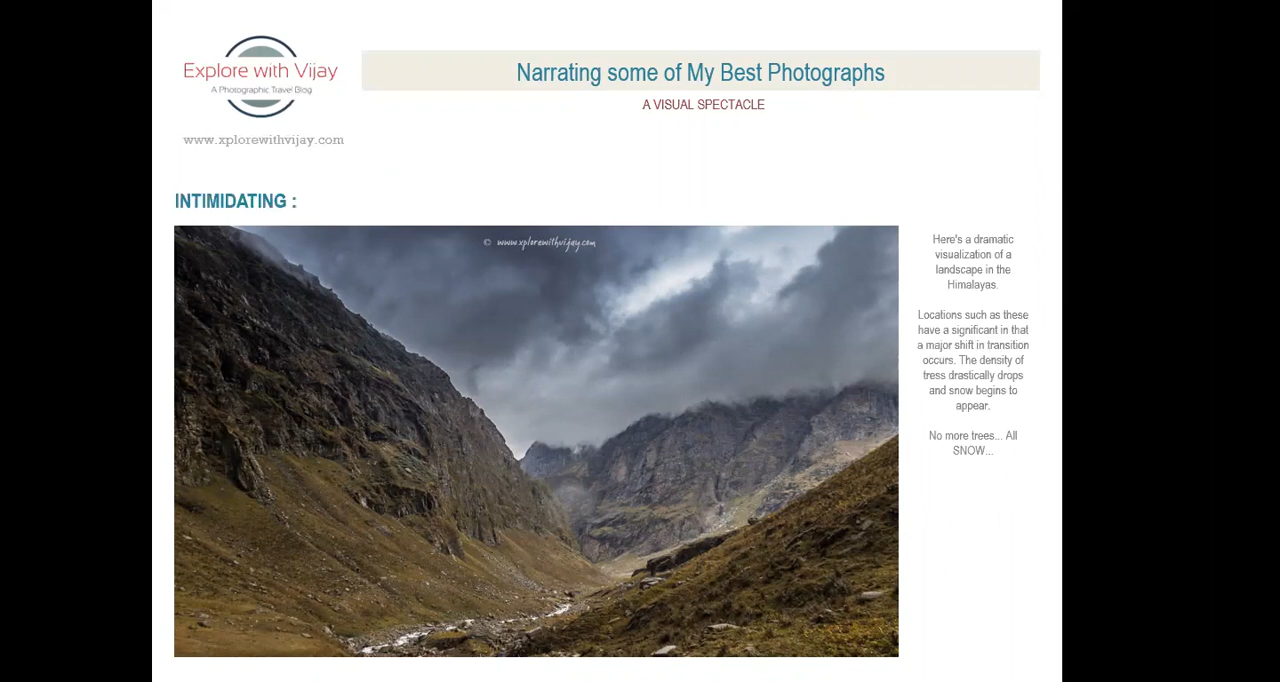 Explore with Vijay
A Photographic Travel Blog
www.xplorewithvijay.com
Narrating some of My Best Photographs
A VISUAL SPECTACLE
INTIMIDATING :
© www.xplorewithvijay.com
Here's a dramatic
visualization of a
landscape in the
Himalayas.
Locations such as these
have a significant in that
a major shift in transition
occurs. The density of
tress drastically drops
and snow begins to
appear.
No more trees... All
SNOW...